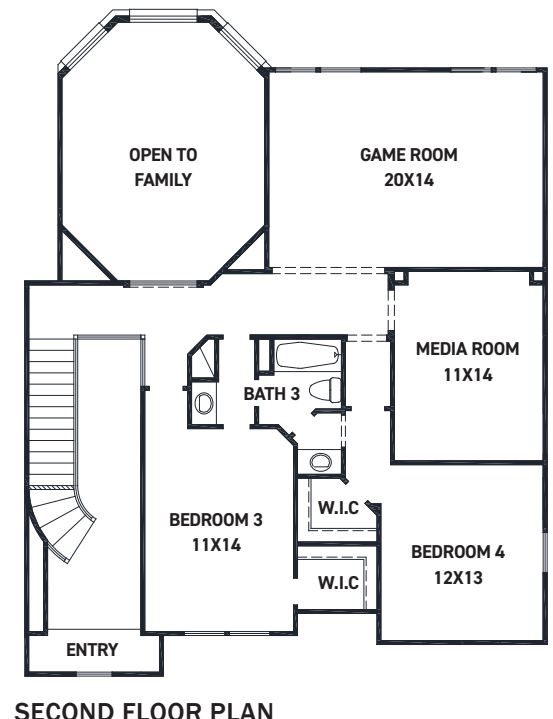 OPEN TO
FAMILY
GAME ROOM
20X14
MEDIA ROOM
11X14
BATH 3
W.I.C
BEDROOM 3
11X14
BEDROOM 4
12X13
W.I.C
ENTRY
SECOND FLOOR PLAN